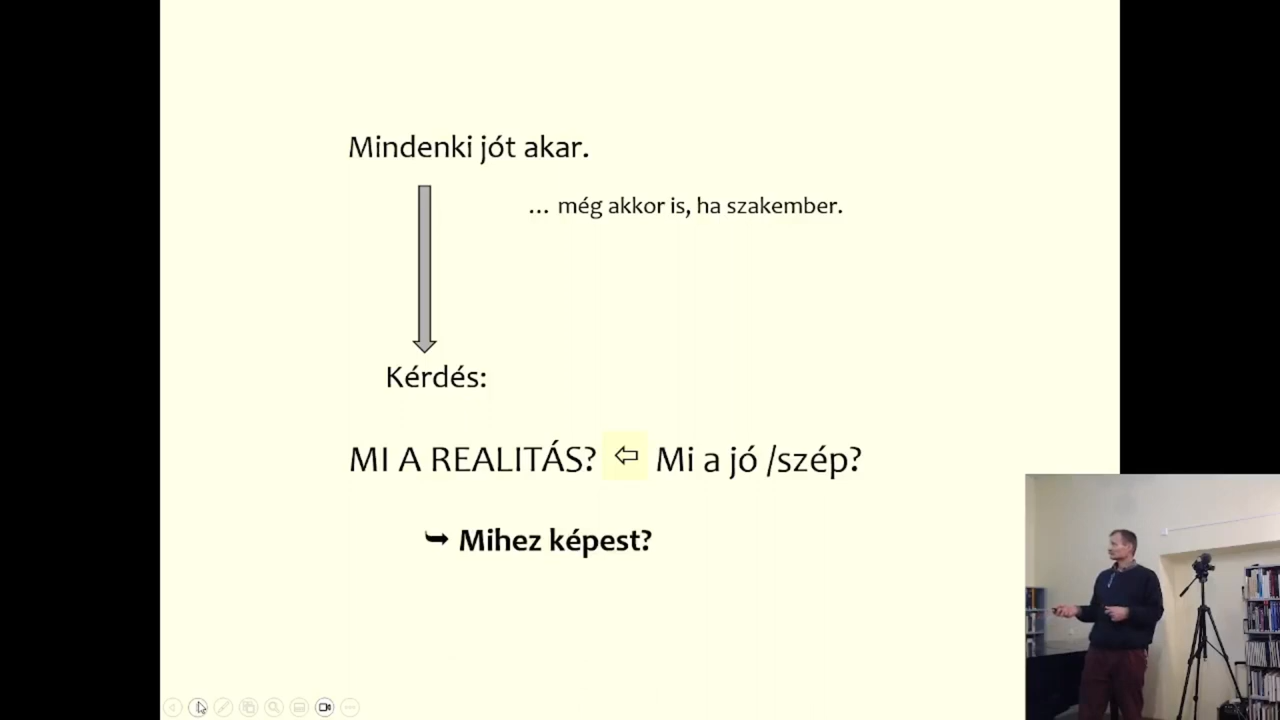 Mindenki jót akar.
... még akkor is, ha szakember.
Kérdés:
MI A REALITÁS? ⇦ Mi a jó /szép?
➥ Mihez képest?